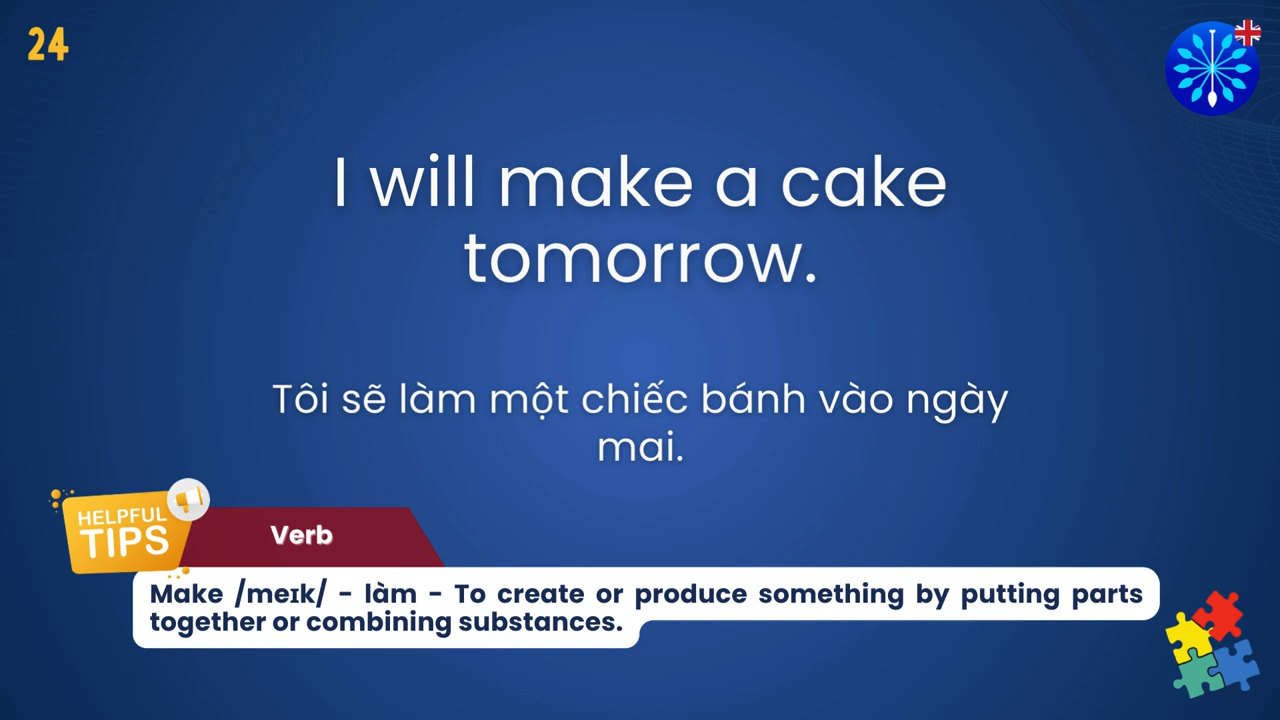 24
I will make a cake
tomorrow.
Tôi sẽ làm một chiếc bánh vào ngày
mai.
HELPFUL
TIPS
Verb
Make /meɪk/ - làm - To create or produce something by putting parts
together or combining substances.